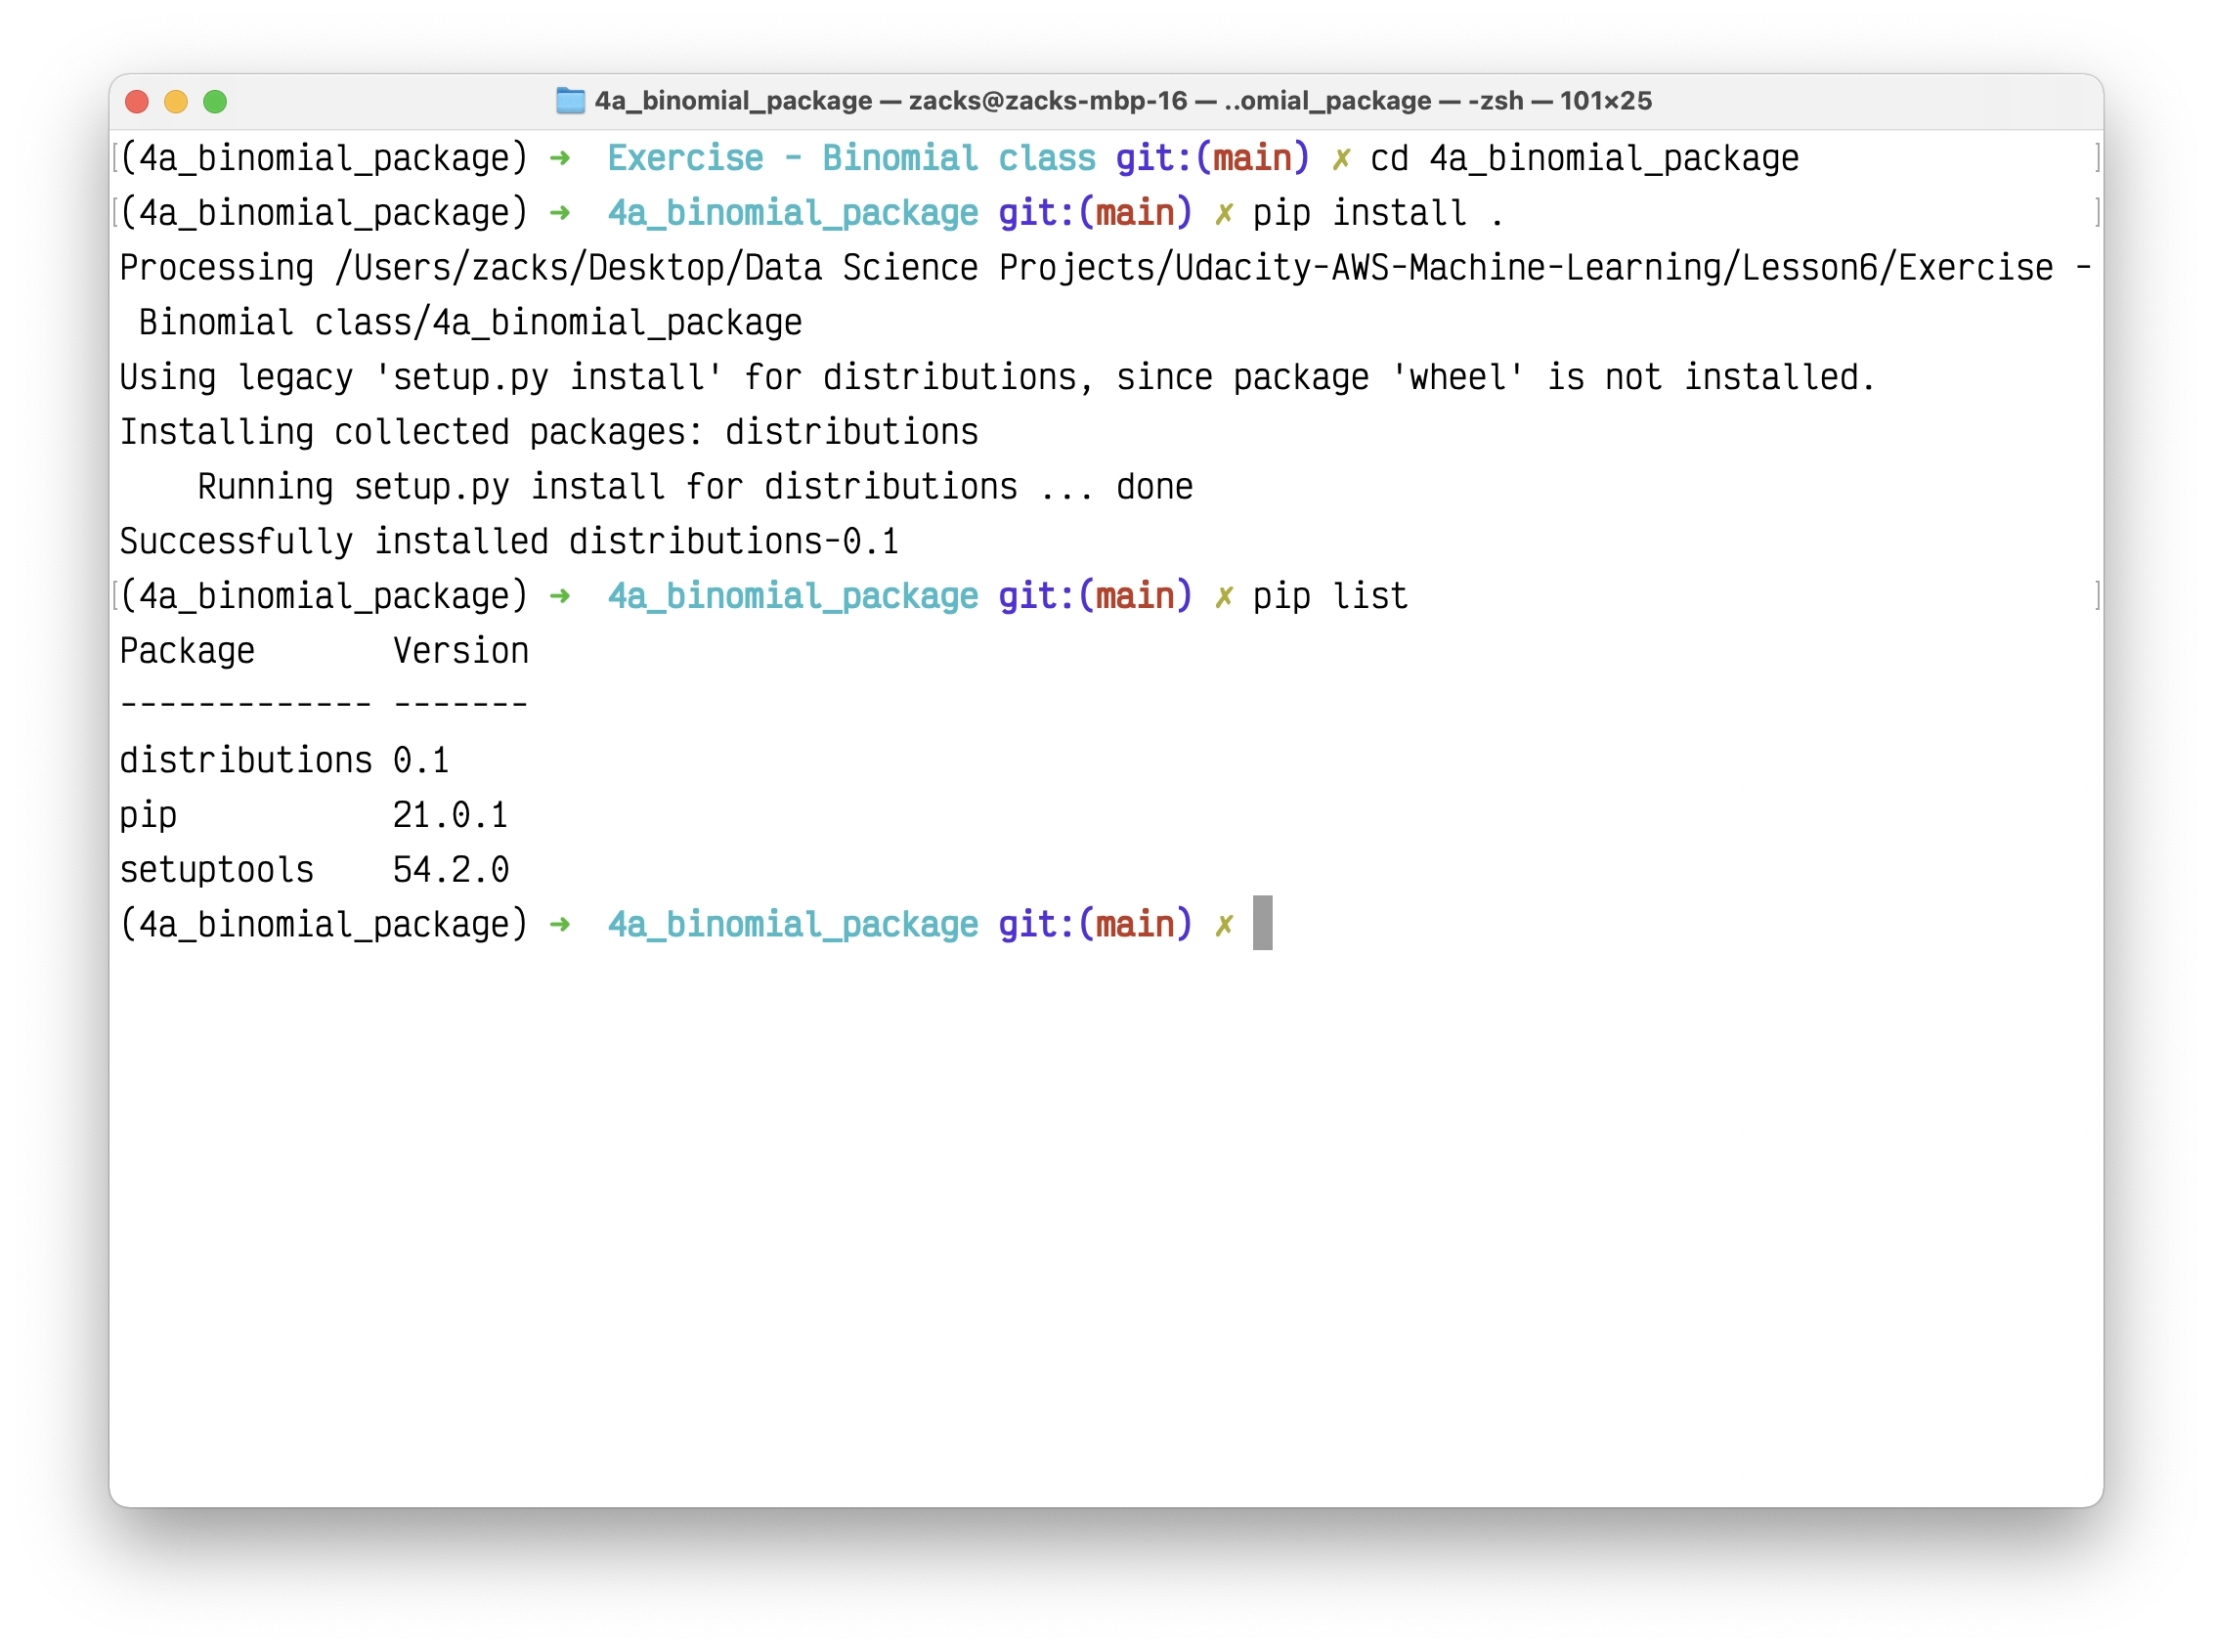 4a_binomial_package — zacks@zacks-mbp-16 — ..omial_package — -zsh — 101×25
[(4a_binomial_package) ➜  Exercise - Binomial class git:(main) ✗ cd 4a_binomial_package ]
[(4a_binomial_package) ➜  4a_binomial_package git:(main) ✗ pip install . ]
Processing /Users/zacks/Desktop/Data Science Projects/Udacity-AWS-Machine-Learning/Lesson6/Exercise -
 Binomial class/4a_binomial_package
Using legacy 'setup.py install' for distributions, since package 'wheel' is not installed.
Installing collected packages: distributions
    Running setup.py install for distributions ... done
Successfully installed distributions-0.1
[(4a_binomial_package) ➜  4a_binomial_package git:(main) ✗ pip list ]
Package       Version
------------- -------
distributions 0.1
pip           21.0.1
setuptools    54.2.0
(4a_binomial_package) ➜  4a_binomial_package git:(main) ✗